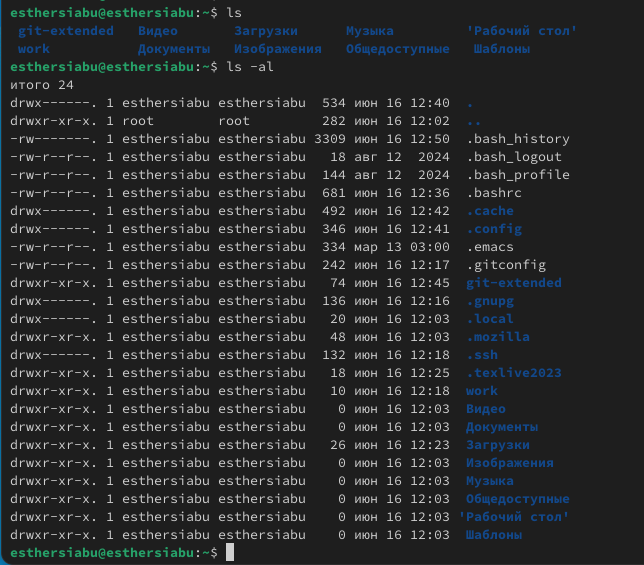 esthersiabu@esthersiabu:~$ ls
git-extended Видео Загрузки Музыка 'Рабочий стол'
work Документы Изображения Общедоступные Шаблоны
esthersiabu@esthersiabu:~$ ls -al
итого 24
drwx------. 1 esthersiabu esthersiabu 534 июн 16 12:40 .
drwxr-xr-x. 1 root root 282 июн 16 12:02 ..
-rw-------. 1 esthersiabu esthersiabu 3309 июн 16 12:50 .bash_history
-rw-r--r--. 1 esthersiabu esthersiabu 18 авг 12 2024 .bash_logout
-rw-r--r--. 1 esthersiabu esthersiabu 144 авг 12 2024 .bash_profile
-rw-r--r--. 1 esthersiabu esthersiabu 681 июн 16 12:36 .bashrc
drwx------. 1 esthersiabu esthersiabu 492 июн 16 12:42 .cache
drwx------. 1 esthersiabu esthersiabu 346 июн 16 12:41 .config
-rw-r--r--. 1 esthersiabu esthersiabu 334 мар 13 03:00 .emacs
-rw-r--r--. 1 esthersiabu esthersiabu 242 июн 16 12:17 .gitconfig
drwxr-xr-x. 1 esthersiabu esthersiabu 74 июн 16 12:45 git-extended
drwx------. 1 esthersiabu esthersiabu 136 июн 16 12:16 .gnupg
drwx------. 1 esthersiabu esthersiabu 20 июн 16 12:03 .local
drwxr-xr-x. 1 esthersiabu esthersiabu 48 июн 16 12:03 .mozilla
drwx------. 1 esthersiabu esthersiabu 132 июн 16 12:18 .ssh
drwxr-xr-x. 1 esthersiabu esthersiabu 18 июн 16 12:25 .texlive2023
drwxr-xr-x. 1 esthersiabu esthersiabu 10 июн 16 12:18 work
drwxr-xr-x. 1 esthersiabu esthersiabu 0 июн 16 12:03 Видео
drwxr-xr-x. 1 esthersiabu esthersiabu 0 июн 16 12:03 Документы
drwxr-xr-x. 1 esthersiabu esthersiabu 26 июн 16 12:23 Загрузки
drwxr-xr-x. 1 esthersiabu esthersiabu 0 июн 16 12:03 Изображения
drwxr-xr-x. 1 esthersiabu esthersiabu 0 июн 16 12:03 Музыка
drwxr-xr-x. 1 esthersiabu esthersiabu 0 июн 16 12:03 Общедоступные
drwxr-xr-x. 1 esthersiabu esthersiabu 0 июн 16 12:03 'Рабочий стол'
drwxr-xr-x. 1 esthersiabu esthersiabu 0 июн 16 12:03 Шаблоны
esthersiabu@esthersiabu:~$